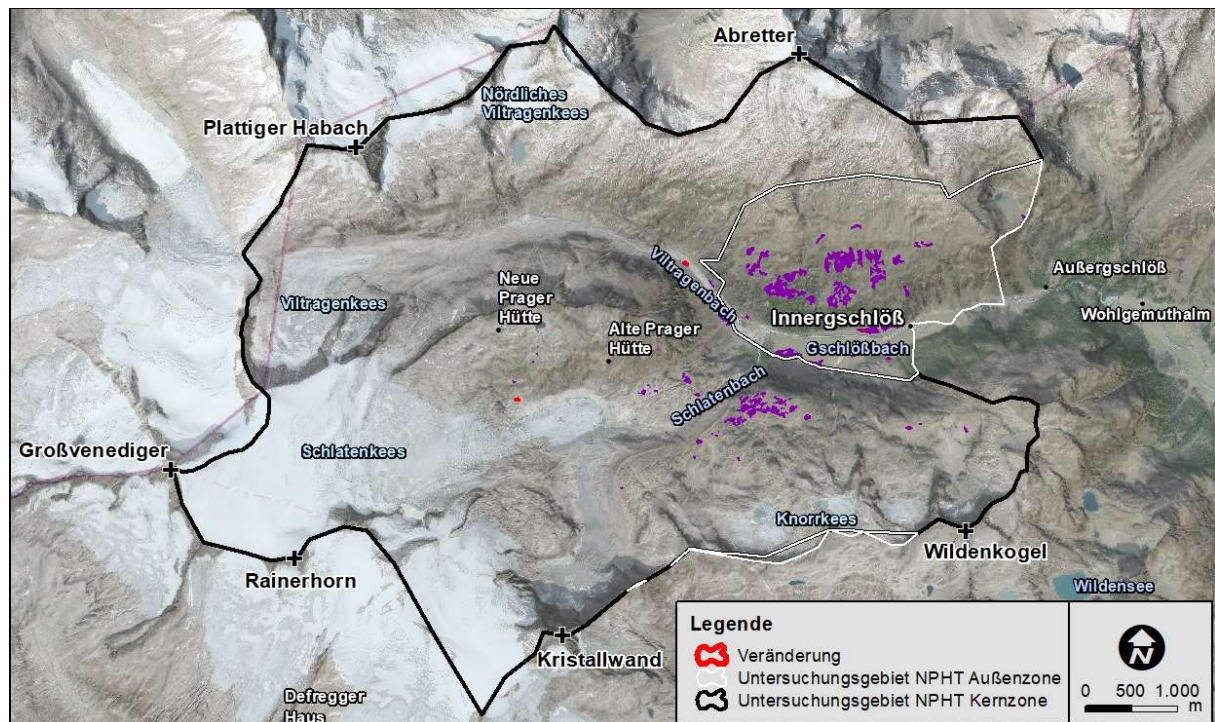 Abretter
Nördliches
Viltragenkees
Plattiger Habach
Viltragenbach
Außergschlöß
Neue
Prager
Hütte
Viltragenkees
Wohlgemuthalm
Innergschlöß
Alte Prager
Hütte
Gschlößbach
Schlatenbach
Großvenediger
Schlatenkees
Knorrkees
Wildenkogel
Rainerhorn
Wildensee
Kristallwand
Defregger
Haus
Legende
Veränderung
Untersuchungsgebiet NPHT Außenzone
Untersuchungsgebiet NPHT Kernzone
N
0 500 1.000
m